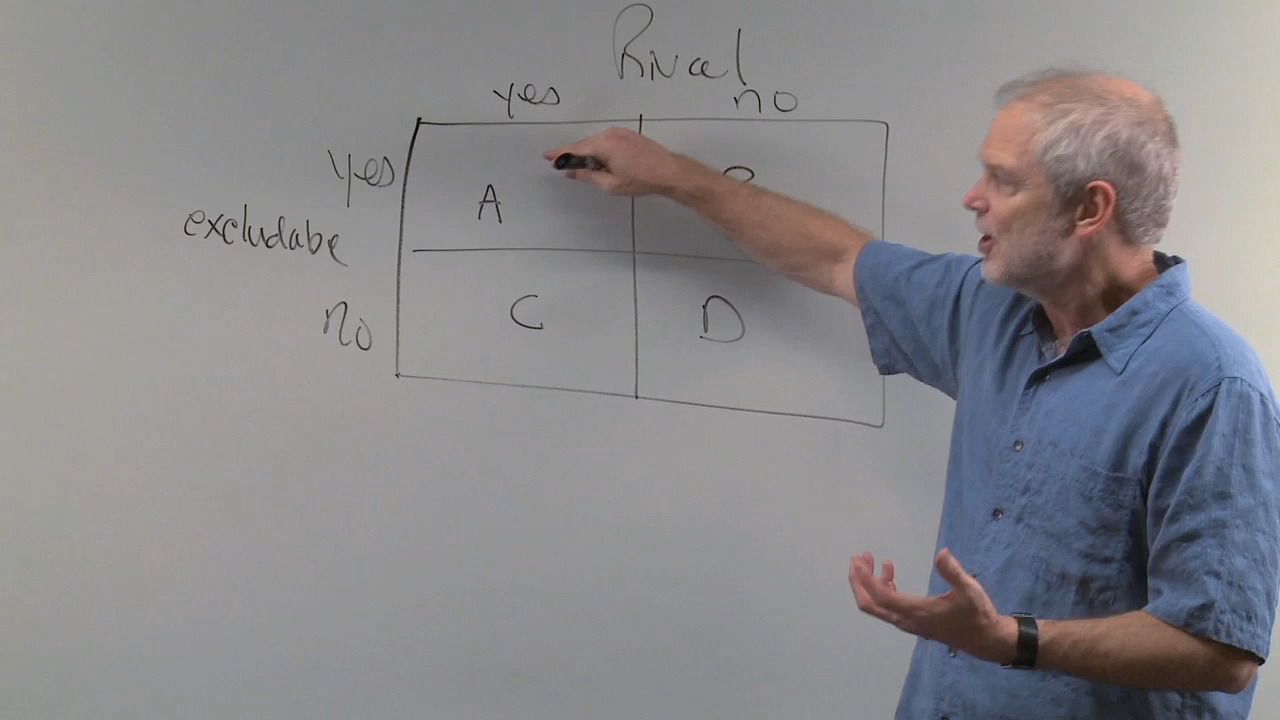 Rival
yes no
yes
A
excludabe
no C D